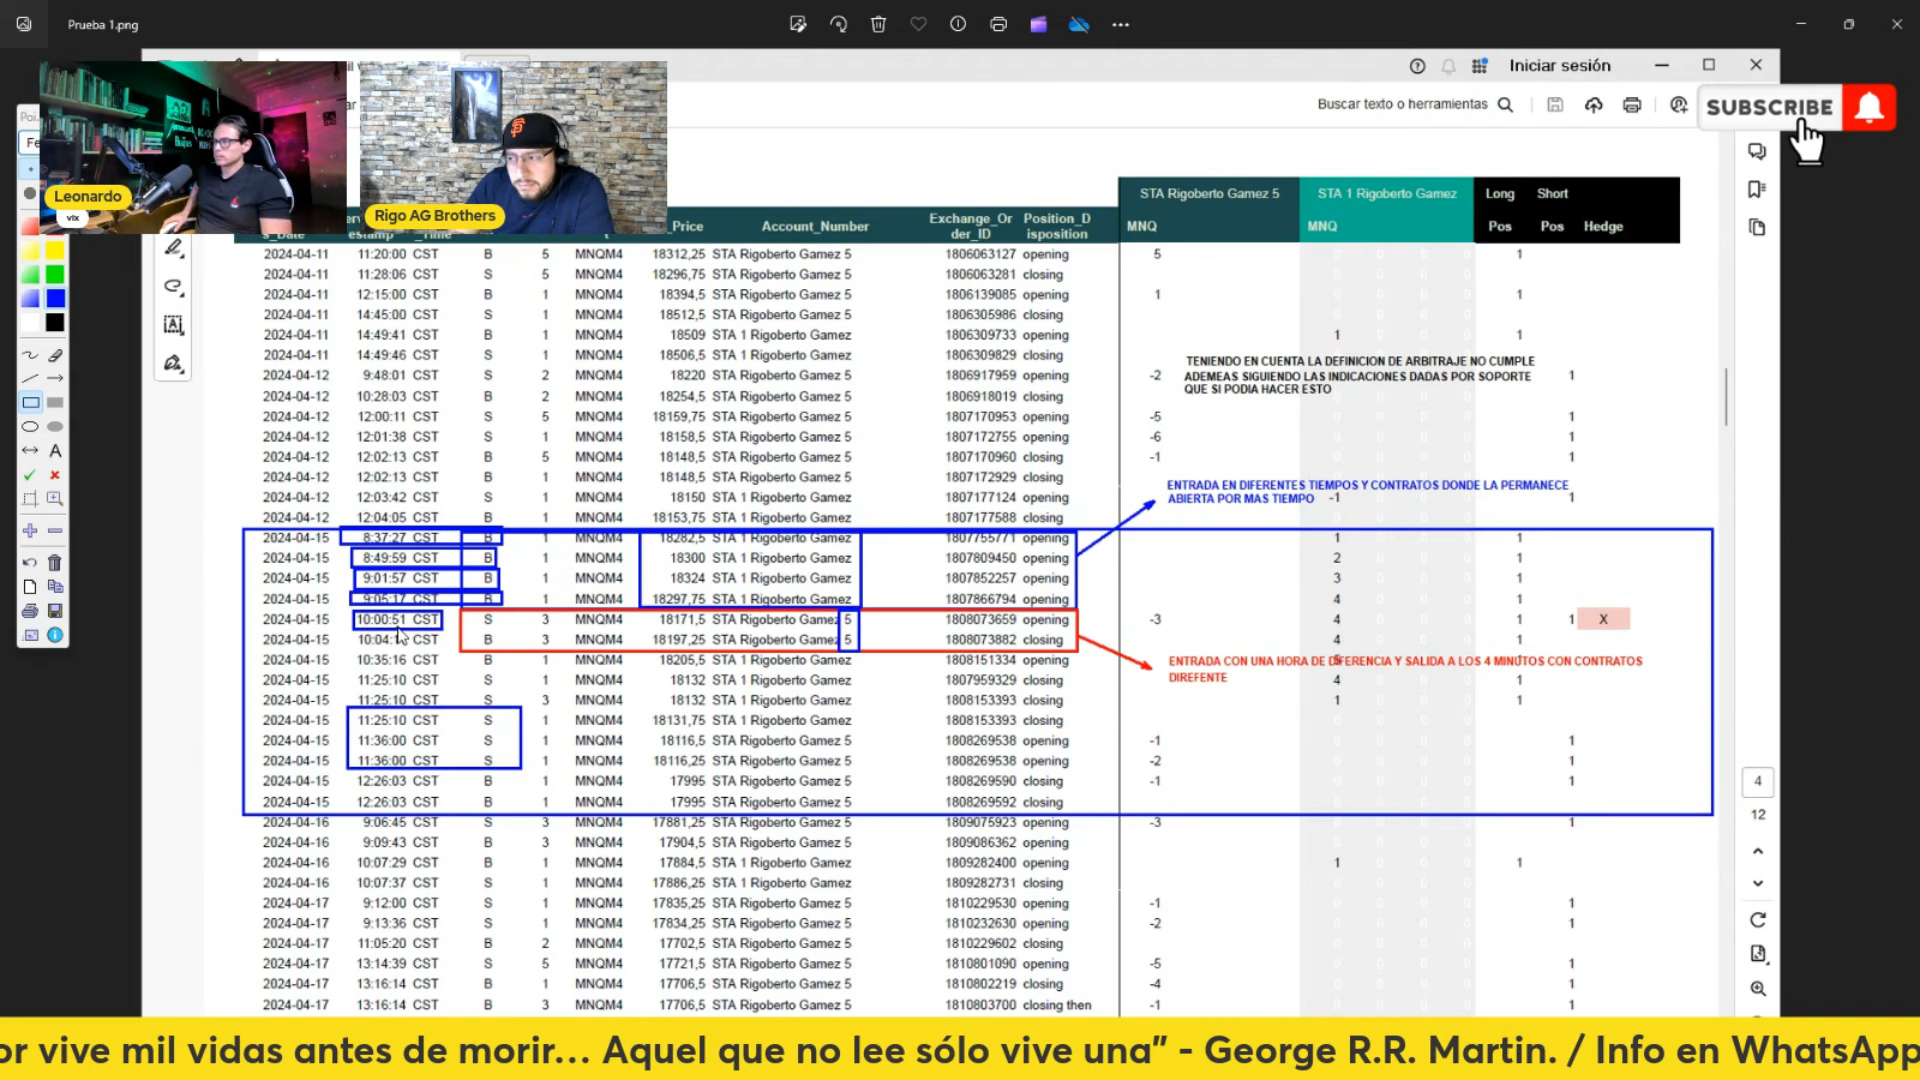 Prueba 1.png
Iniciar sesión
Buscar texto o herramientas
SUBSCRIBE
Leonardo
vix
Rigo AG Brothers
STA Rigoberto Gamez 5 STA 1 Rigoberto Gamez Long Short
_Price Account_Number Exchange_Or der_ID Position_D isposition MNQ MNQ Pos Pos Hedge
2024-04-11 11:20:00 CST B 5 MNQM4 18312,25 STA Rigoberto Gamez 5 1806063127 opening 5 1
2024-04-11 11:28:06 CST S 5 MNQM4 18296,75 STA Rigoberto Gamez 5 1806063281 closing
2024-04-11 12:15:00 CST B 1 MNQM4 18394,5 STA Rigoberto Gamez 5 1806139085 opening 1 1
2024-04-11 14:45:00 CST S 1 MNQM4 18512,5 STA Rigoberto Gamez 5 1806305986 closing
2024-04-11 14:49:41 CST B 1 MNQM4 18509 STA 1 Rigoberto Gamez 1806309733 opening 1 1
2024-04-11 14:49:46 CST S 1 MNQM4 18506,5 STA 1 Rigoberto Gamez 1806309829 closing
TENIENDO EN CUENTA LA DEFINICION DE ARBITRAJE NO CUMPLE
ADEMEAS SIGUIENDO LAS INDICACIONES DADAS POR SOPORTE
QUE SI PODIA HACER ESTO
2024-04-12 9:48:01 CST S 2 MNQM4 18220 STA Rigoberto Gamez 5 1806917959 opening -2 1
2024-04-12 10:28:03 CST B 2 MNQM4 18254,5 STA Rigoberto Gamez 5 1806918019 closing
2024-04-12 12:00:11 CST S 5 MNQM4 18159,75 STA Rigoberto Gamez 5 1807170953 opening -5 1
2024-04-12 12:01:38 CST S 1 MNQM4 18158,5 STA Rigoberto Gamez 5 1807172755 opening -6 1
2024-04-12 12:02:13 CST B 5 MNQM4 18148,5 STA Rigoberto Gamez 5 1807170960 closing -1 1
2024-04-12 12:02:13 CST B 1 MNQM4 18148,5 STA Rigoberto Gamez 5 1807172929 closing
ENTRADA EN DIFERENTES TIEMPOS Y CONTRATOS DONDE LA PERMANECE
ABIERTA POR MAS TIEMPO
2024-04-12 12:03:42 CST S 1 MNQM4 18150 STA 1 Rigoberto Gamez 1807177124 opening -1 1
2024-04-12 12:04:05 CST B 1 MNQM4 18153,75 STA 1 Rigoberto Gamez 1807177588 closing
2024-04-15 8:37:27 CST B 1 MNQM4 18282,5 STA 1 Rigoberto Gamez 1807755771 opening 1 1
2024-04-15 8:49:59 CST B 1 MNQM4 18300 STA 1 Rigoberto Gamez 1807809450 opening 2 1
2024-04-15 9:01:57 CST B 1 MNQM4 18324 STA 1 Rigoberto Gamez 1807852257 opening 3 1
2024-04-15 9:05:17 CST B 1 MNQM4 18297,75 STA 1 Rigoberto Gamez 1807866794 opening 4 1
2024-04-15 10:00:51 CST S 3 MNQM4 18171,5 STA Rigoberto Gamez 5 1808073659 opening -3 4 1 1 X
2024-04-15 CST B 3 MNQM4 18197,25 STA Rigoberto Gamez 5 1808073882 closing 4 1
2024-04-15 10:35:16 CST B 1 MNQM4 18205,5 STA 1 Rigoberto Gamez 1808151334 opening
ENTRADA CON UNA HORA DE DIFERENCIA Y SALIDA A LOS 4 MINUTOS CON CONTRATOS
DIREFENTE
2024-04-15 11:25:10 CST S 1 MNQM4 18132 STA 1 Rigoberto Gamez 1807959329 closing 4 1
2024-04-15 11:25:10 CST S 3 MNQM4 18132 STA 1 Rigoberto Gamez 1808153393 closing 1 1
2024-04-15 11:25:10 CST S 1 MNQM4 18131,75 STA 1 Rigoberto Gamez 1808153393 closing
2024-04-15 11:36:00 CST S 1 MNQM4 18116,5 STA Rigoberto Gamez 5 1808269538 opening -1 1
2024-04-15 11:36:00 CST S 1 MNQM4 18116,25 STA Rigoberto Gamez 5 1808269538 opening -2 1
2024-04-15 12:26:03 CST B 1 MNQM4 17995 STA Rigoberto Gamez 5 1808269590 closing -1 1
2024-04-15 12:26:03 CST B 1 MNQM4 17995 STA Rigoberto Gamez 5 1808269592 closing
2024-04-16 9:06:45 CST S 3 MNQM4 17881,25 STA Rigoberto Gamez 5 1809075923 opening -3 1
2024-04-16 9:09:43 CST B 3 MNQM4 17904,5 STA Rigoberto Gamez 5 1809086362 opening
2024-04-16 10:07:29 CST B 1 MNQM4 17884,5 STA 1 Rigoberto Gamez 1809282400 opening 1 1
2024-04-16 10:07:37 CST S 1 MNQM4 17886,25 STA 1 Rigoberto Gamez 1809282731 closing
2024-04-17 9:12:00 CST S 1 MNQM4 17835,25 STA Rigoberto Gamez 5 1810229530 opening -1 1
2024-04-17 9:13:36 CST S 1 MNQM4 17834,25 STA Rigoberto Gamez 5 1810232630 opening -2 1
2024-04-17 11:05:20 CST B 2 MNQM4 17702,5 STA Rigoberto Gamez 5 1810229602 closing
2024-04-17 13:14:39 CST S 5 MNQM4 17721,5 STA Rigoberto Gamez 5 1810801090 opening -5 1
2024-04-17 13:16:14 CST B 1 MNQM4 17706,5 STA Rigoberto Gamez 5 1810802219 closing -4 1
2024-04-17 13:16:14 CST B 3 MNQM4 17706,5 STA Rigoberto Gamez 5 1810803700 closing then -1 1
4
12
or vive mil vidas antes de morir... Aquel que no lee sólo vive una" - George R.R. Martin. / Info en WhatsApp